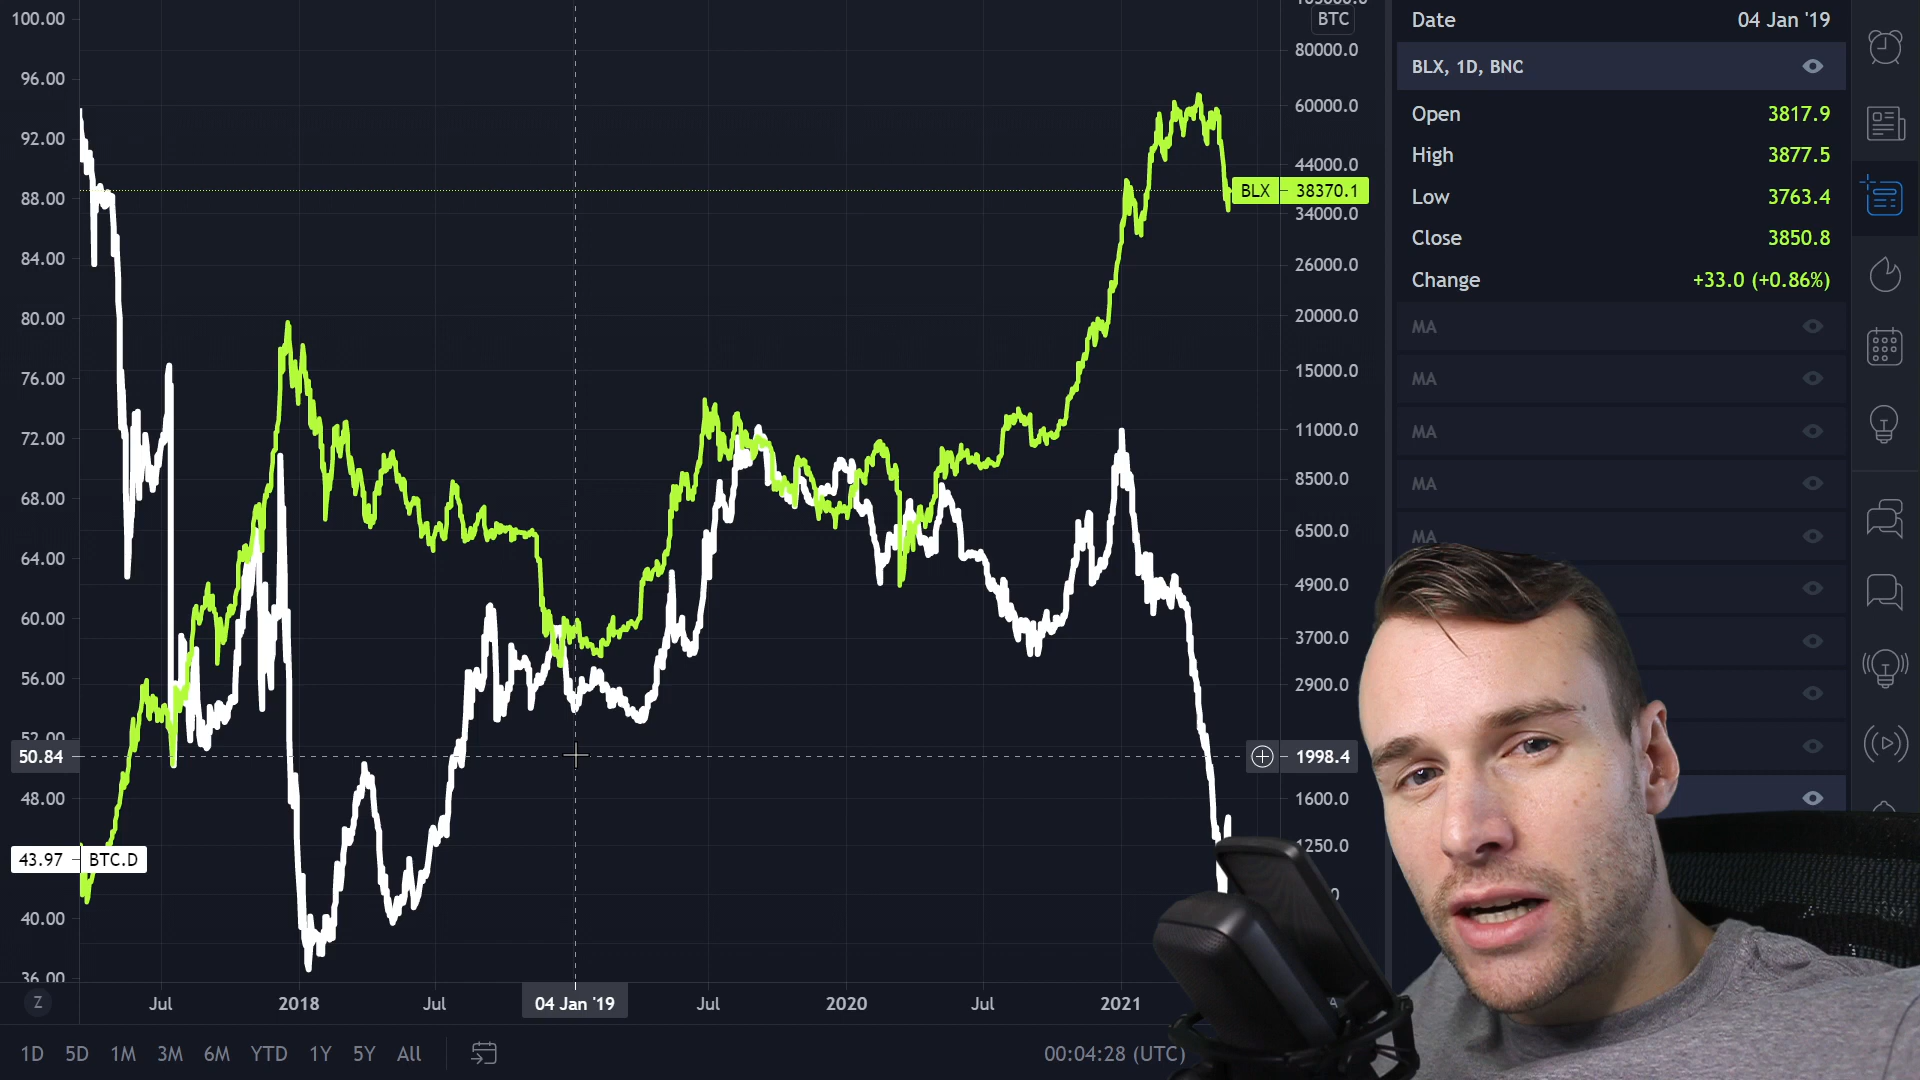 100.00
96.00
92.00
88.00
84.00
80.00
76.00
72.00
68.00
64.00
60.00
56.00
52.00
50.84
48.00
43.97 BTC.D
40.00
36.00
BTC
80000.0
60000.0
44000.0
BLX 38370.1
34000.0
26000.0
20000.0
15000.0
11000.0
8500.0
6500.0
4900.0
3700.0
2900.0
1998.4
1600.0
1250.0
Z
Jul
2018
Jul
04 Jan '19
Jul
2020
Jul
2021
1D 5D 1M 3M 6M YTD 1Y 5Y All
00:04:28 (UTC)
Date 04 Jan '19
BLX, 1D, BNC
Open 3817.9
High 3877.5
Low 3763.4
Close 3850.8
Change +33.0 (+0.86%)
MA
MA
MA
MA
MA